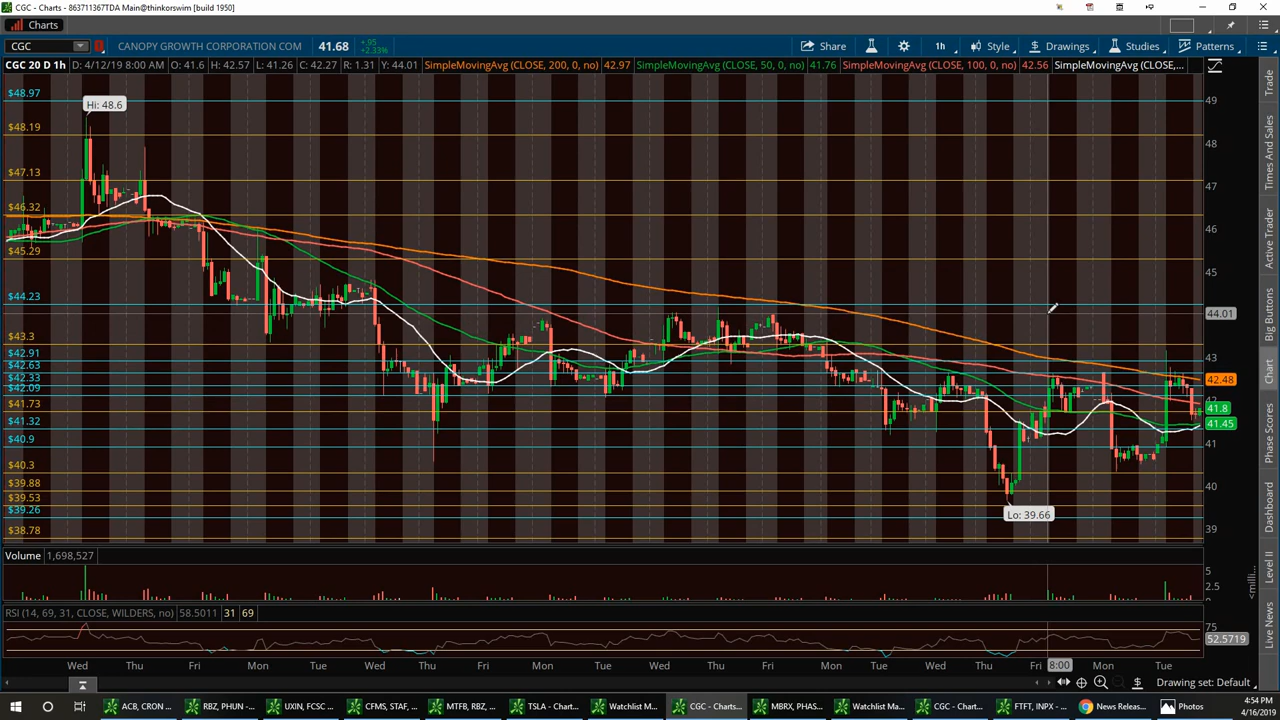 CGC - Charts - 863711367TDA Main@thinkorswim [build 1950]
Charts
CGC CANOPY GROWTH CORPORATION COM 41.68 +.95 +2.33% Share 1h Style Drawings Studies Patterns
CGC 20 D 1h D: 4/12/19 8:00 AM O: 41.6 H: 42.57 L: 41.26 C: 42.27 R: 1.31 Y: 44.01 SimpleMovingAvg (CLOSE, 200, 0, no) 42.97 SimpleMovingAvg (CLOSE, 50, 0, no) 41.76 SimpleMovingAvg (CLOSE, 100, 0, no) 42.56 SimpleMovingAvg (CLOSE,...
$48.97
Hi: 48.6
$48.19
$47.13
$46.32
$45.29
$44.23
$43.3
$42.91
$42.63
$42.33
$42.09
$41.73
$41.32
$40.9
$40.3
$39.88
$39.53
$39.26
$38.78
Lo: 39.66
49
48
47
46
45
44.01
43
42.48
42
41.8
41.45
41
40
39
Trade
Times And Sales
Active Trader
Big Buttons
Chart
Phase Scores
Dashboard
Level II
Live News
Volume 1,698,527
5
2.5
0
<milli...
RSI (14, 69, 31, CLOSE, WILDERS, no) 58.5011 31 69
75
52.5719
Wed Thu Fri Mon Tue Wed Thu Fri Mon Tue Wed Thu Fri Mon Tue Wed Thu Fri 8:00 Mon Tue
Drawing set: Default
ACB, CRON ... RBZ, PHUN -... UXIN, FCSC ... CFMS, STAF, ... MTFB, RBZ, ... TSLA - Chart... Watchlist M... CGC - Charts... MBRX, PHAS... Watchlist Ma... CGC - Charts... FTFT, INPX - ... News Releas... Photos
4:54 PM
4/16/2019